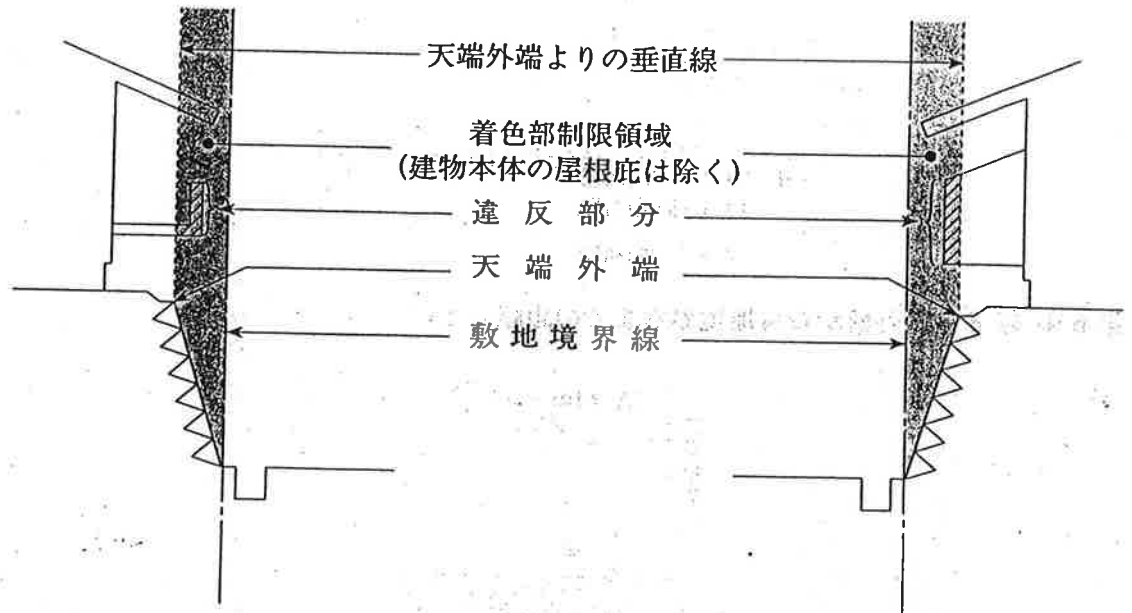 天端外端よりの垂直線
着色部制限領域
(建物本体の屋根庇は除く)
違反部分
天端外端
敷地境界線